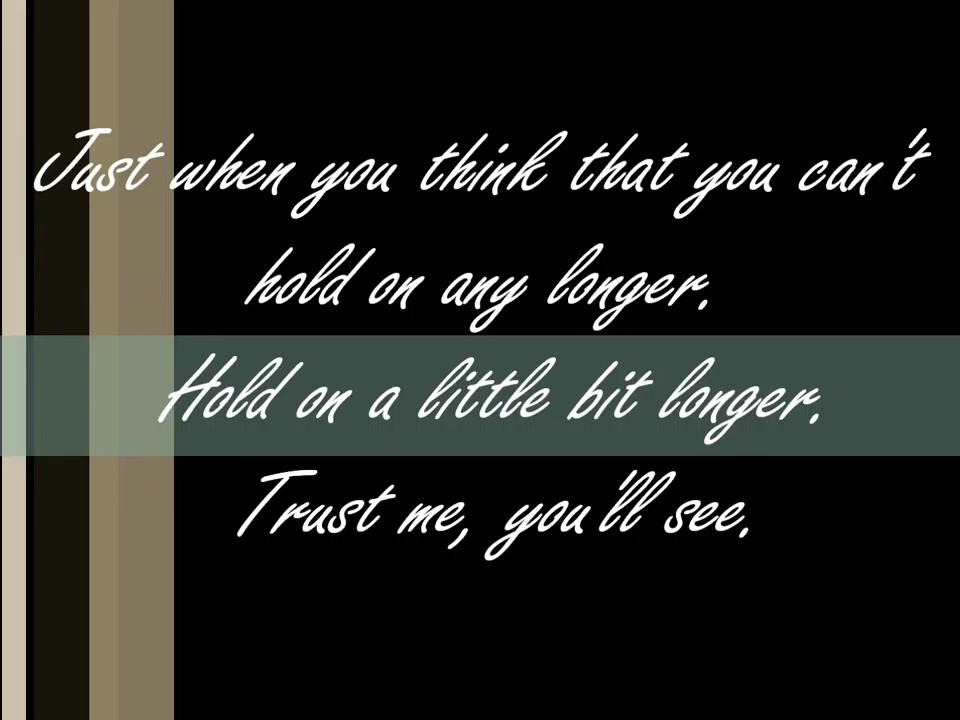 Just when you think that you can't
hold on any longer.
Hold on a little bit longer.
Trust me, you'll see.